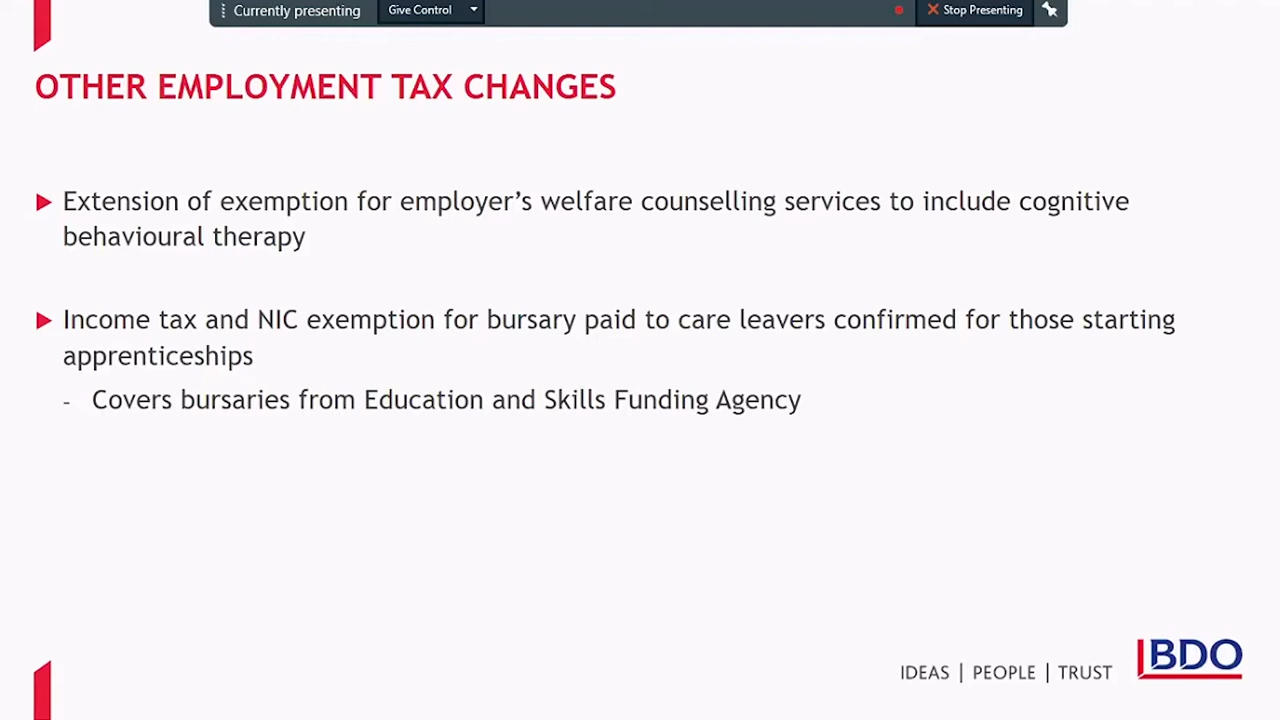 Currently presenting
Give Control
Stop Presenting
OTHER EMPLOYMENT TAX CHANGES
Extension of exemption for employer’s welfare counselling services to include cognitive
behavioural therapy
Income tax and NIC exemption for bursary paid to care leavers confirmed for those starting
apprenticeships
- Covers bursaries from Education and Skills Funding Agency
IDEAS | PEOPLE | TRUST
BDO